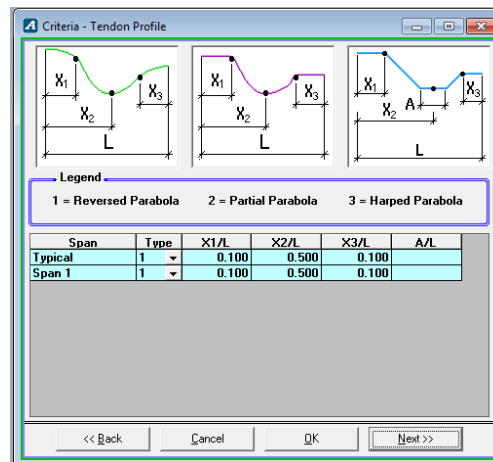 Criteria - Tendon Profile
X1 X2 X3 L
X1 X2 X3 L
X1 A X2 X3 L
Legend
1 = Reversed Parabola 2 = Partial Parabola 3 = Harped Parabola
Span Type X1/L X2/L X3/L A/L
Typical 1 0.100 0.500 0.100
Span 1 1 0.100 0.500 0.100
<< Back Cancel OK Next >>